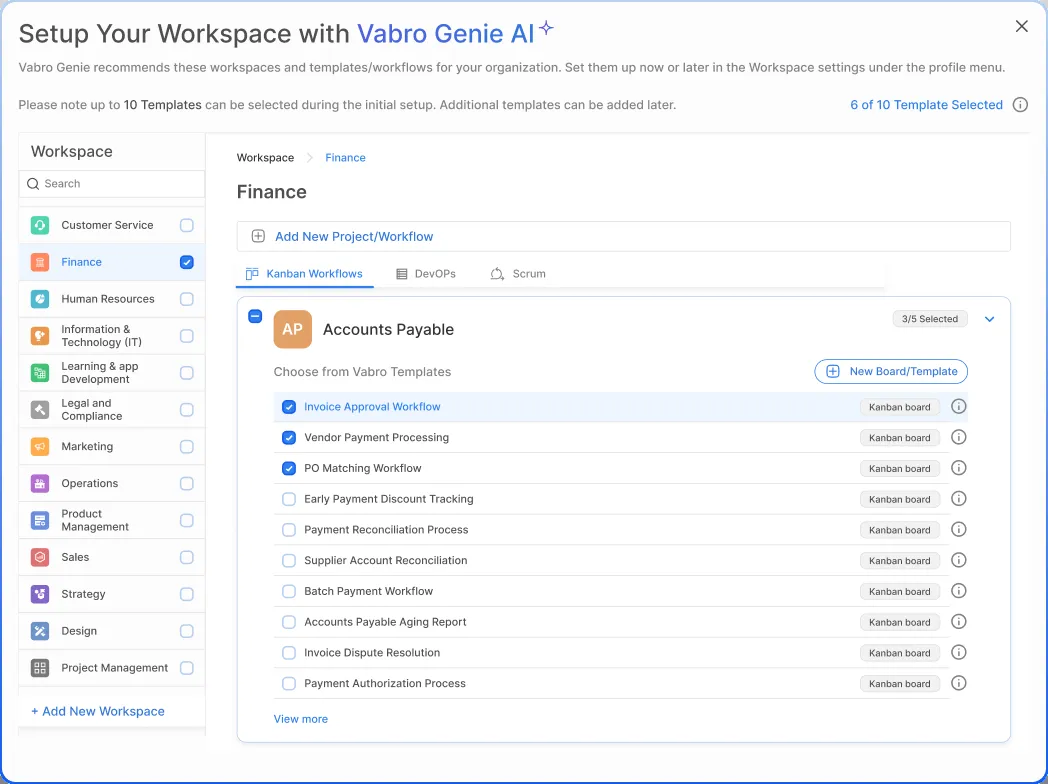 Setup Your Workspace with Vabro Genie AI
Vabro Genie recommends these workspaces and templates/workflows for your organization. Set them up now or later in the Workspace settings under the profile menu.
Please note up to 10 Templates can be selected during the initial setup. Additional templates can be added later.
6 of 10 Template Selected
Workspace
Search
Customer Service
Finance
Human Resources
Information &
Technology (IT)
Learning & app
Development
Legal and
Compliance
Marketing
Operations
Product
Management
Sales
Strategy
Design
Project Management
+ Add New Workspace
Workspace > Finance
Finance
Add New Project/Workflow
Kanban Workflows DevOPs Scrum
AP Accounts Payable 3/5 Selected
Choose from Vabro Templates New Board/Template
Invoice Approval Workflow Kanban board
Vendor Payment Processing Kanban board
PO Matching Workflow Kanban board
Early Payment Discount Tracking Kanban board
Payment Reconciliation Process Kanban board
Supplier Account Reconciliation Kanban board
Batch Payment Workflow Kanban board
Accounts Payable Aging Report Kanban board
Invoice Dispute Resolution Kanban board
Payment Authorization Process Kanban board
View more